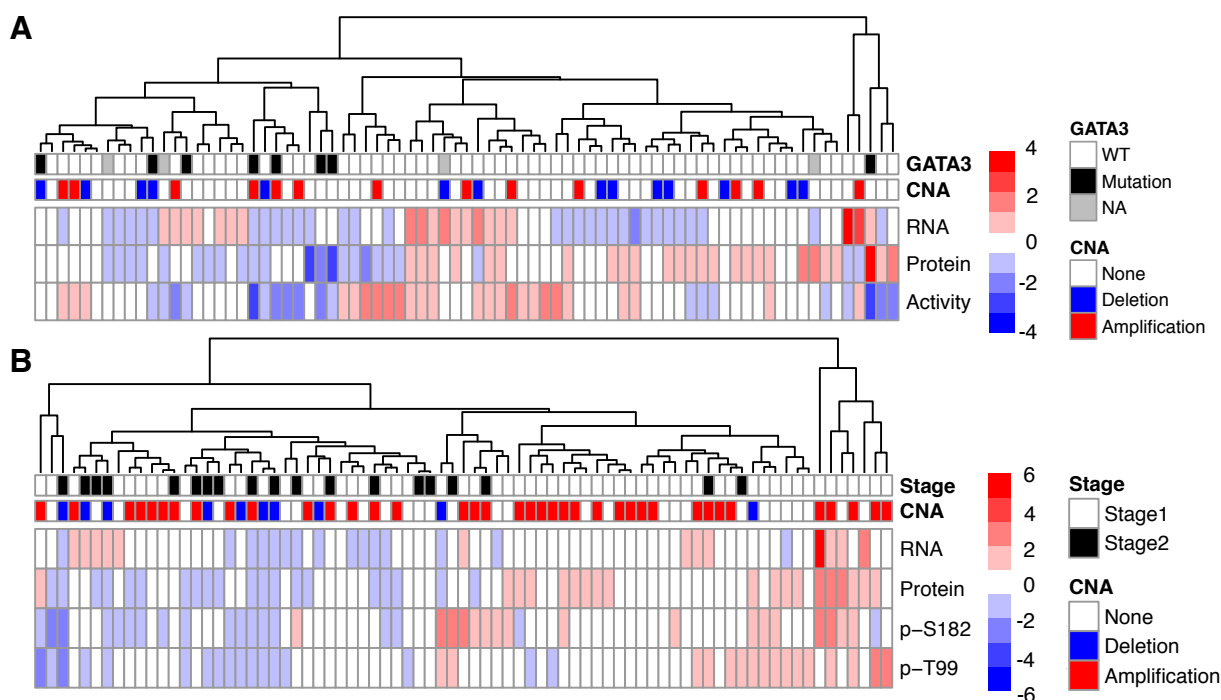 A
GATA3
CNA
RNA
Protein
Activity
4
2
0
-2
-4
GATA3
WT
Mutation
NA
CNA
None
Deletion
Amplification
B
Stage
CNA
RNA
Protein
p−S182
p−T99
6
4
2
0
-2
-4
-6
Stage
Stage1
Stage2
CNA
None
Deletion
Amplification